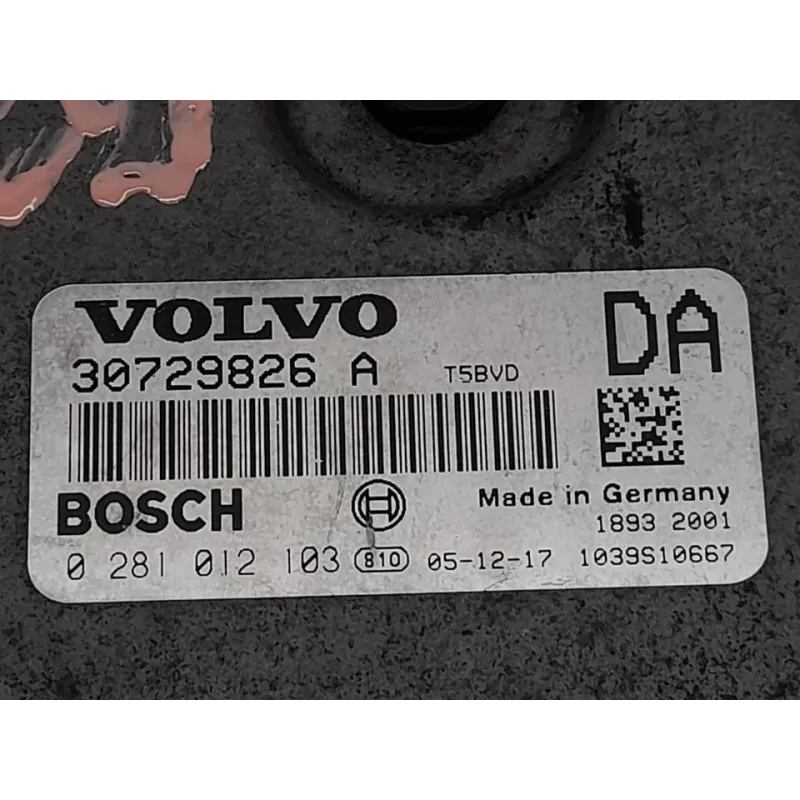 VOLVO
DA
30729826 A T5BVD
BOSCH
Made in Germany
1893 2001
0 281 012 103 810 05-12-17 1039S10667